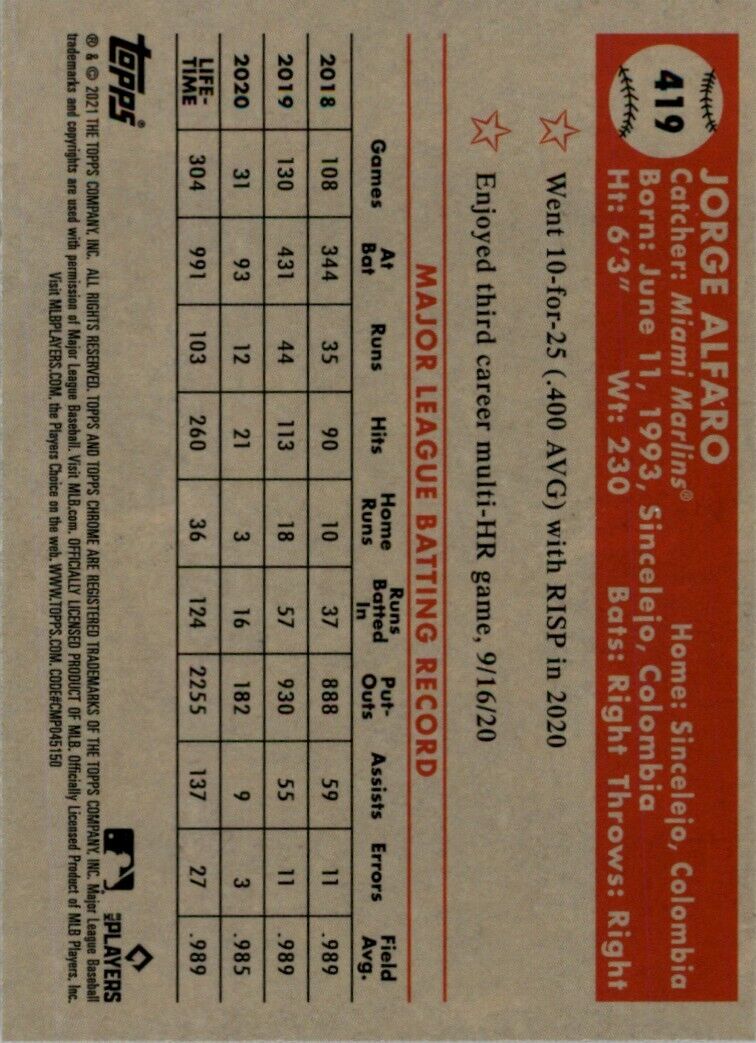 419
JORGE ALFARO
Catcher: Miami Marlins® Home: Sincelejo, Colombia
Born: June 11, 1993, Sincelejo, Colombia
Ht: 6'3" Wt: 230 Bats: Right Throws: Right
Went 10-for-25 (.400 AVG) with RISP in 2020
Enjoyed third career multi-HR game, 9/16/20
MAJOR LEAGUE BATTING RECORD
Games At Bat Runs Hits Home Runs Runs Batted In Put-Outs Assists Errors Field Avg.
2018 108 344 35 90 10 37 888 59 11 .989
2019 130 431 44 113 18 57 930 55 11 .989
2020 31 93 12 21 3 16 182 9 3 .985
LIFE-TIME 304 991 103 260 36 124 2255 137 27 .989
topps®
MLB PLAYERS
® & © 2021 THE TOPPS COMPANY, INC. ALL RIGHTS RESERVED. TOPPS AND TOPPS CHROME ARE REGISTERED TRADEMARKS OF THE TOPPS COMPANY, INC. Major League Baseball
trademarks and copyrights are used with permission of Major League Baseball. Visit MLB.com. OFFICIALLY LICENSED PRODUCT OF MLB. Officially Licensed Product of MLB Players, Inc.
Visit MLBPLAYERS.COM, the Players Choice on the web. WWW.TOPPS.COM. CODE#CMP045150